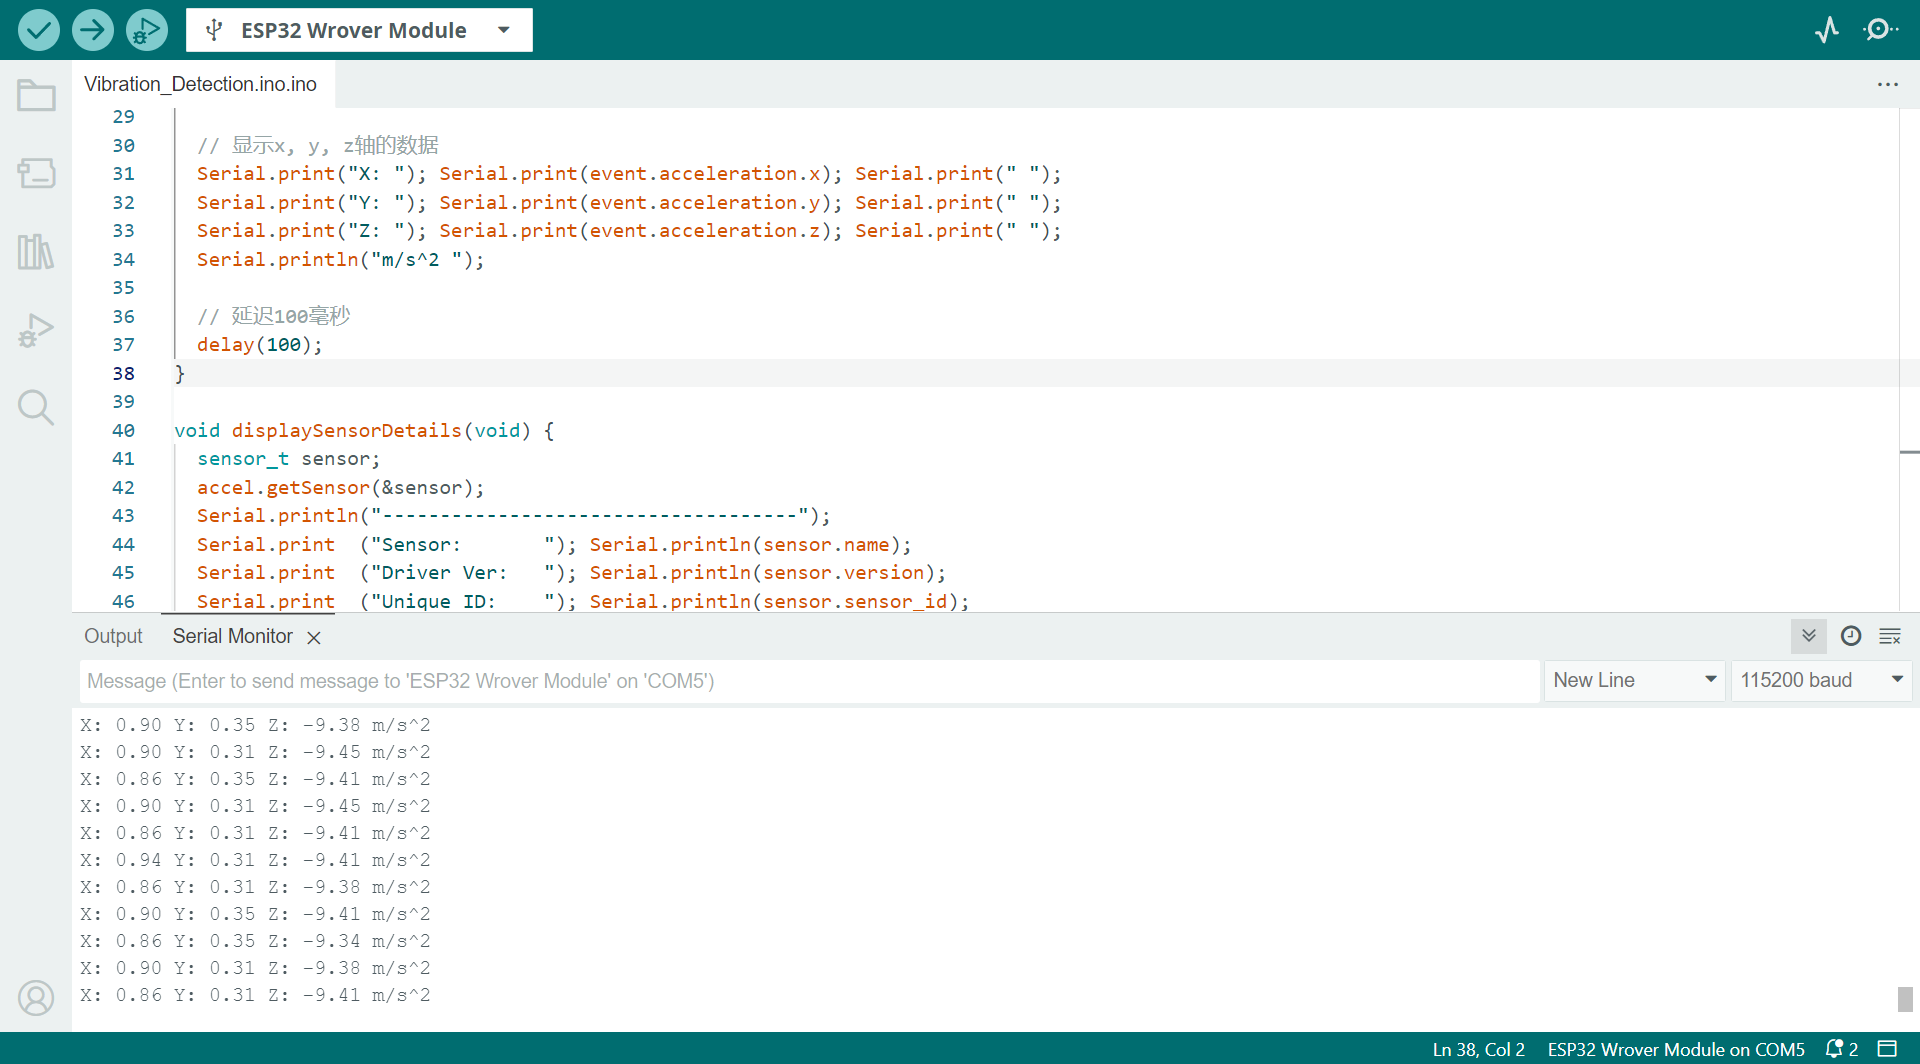 ESP32 Wrover Module
Vibration_Detection.ino.ino
29
30 // 显示x, y, z轴的数据
31 Serial.print("X: "); Serial.print(event.acceleration.x); Serial.print(" ");
32 Serial.print("Y: "); Serial.print(event.acceleration.y); Serial.print(" ");
33 Serial.print("Z: "); Serial.print(event.acceleration.z); Serial.print(" ");
34 Serial.println("m/s^2 ");
35
36 // 延迟100毫秒
37 delay(100);
38 }
39
40 void displaySensorDetails(void) {
41 sensor_t sensor;
42 accel.getSensor(&sensor);
43 Serial.println("------------------------------------");
44 Serial.print  ("Sensor:       "); Serial.println(sensor.name);
45 Serial.print  ("Driver Ver:   "); Serial.println(sensor.version);
46 Serial.print  ("Unique ID:    "); Serial.println(sensor.sensor_id);
Output Serial Monitor
Message (Enter to send message to 'ESP32 Wrover Module' on 'COM5') New Line 115200 baud
X: 0.90 Y: 0.35 Z: -9.38 m/s^2
X: 0.90 Y: 0.31 Z: -9.45 m/s^2
X: 0.86 Y: 0.35 Z: -9.41 m/s^2
X: 0.90 Y: 0.31 Z: -9.45 m/s^2
X: 0.86 Y: 0.31 Z: -9.41 m/s^2
X: 0.94 Y: 0.31 Z: -9.41 m/s^2
X: 0.86 Y: 0.31 Z: -9.38 m/s^2
X: 0.90 Y: 0.35 Z: -9.41 m/s^2
X: 0.86 Y: 0.35 Z: -9.34 m/s^2
X: 0.90 Y: 0.31 Z: -9.38 m/s^2
X: 0.86 Y: 0.31 Z: -9.41 m/s^2
Ln 38, Col 2 ESP32 Wrover Module on COM5 2